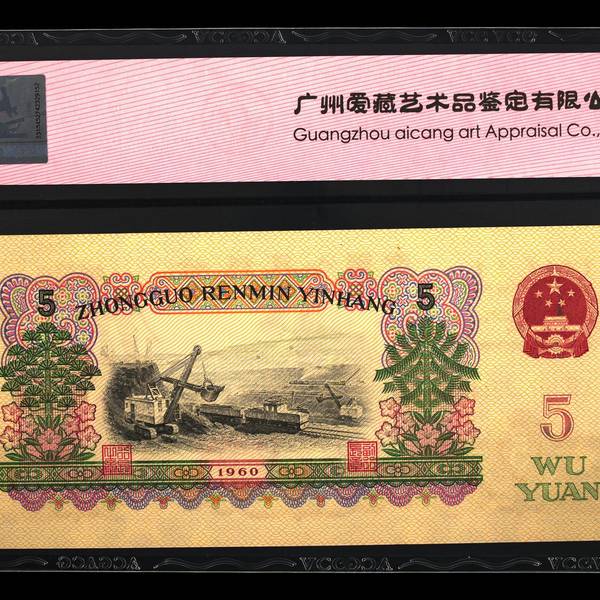 广州爱藏艺术品鉴定有限公
Guangzhou aicang art Appraisal Co.,
5
ZHONGGUO RENMIN YINHANG
5
5
WU
YUAN
1960